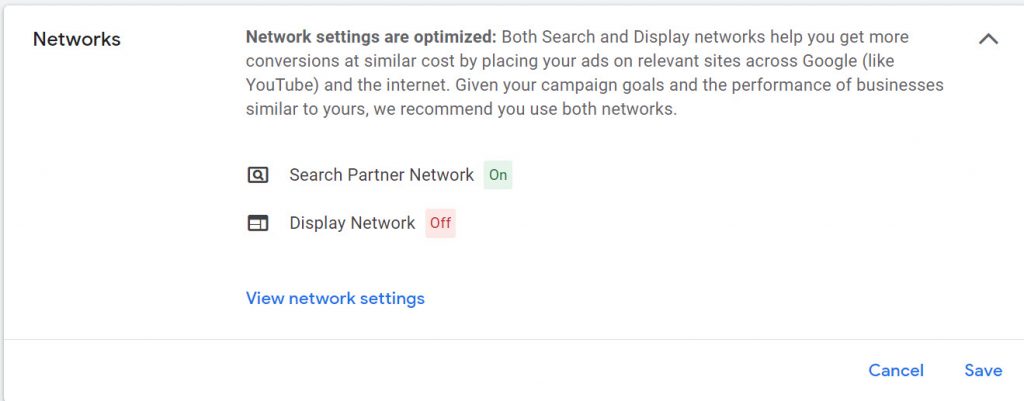 Networks
Network settings are optimized: Both Search and Display networks help you get more
conversions at similar cost by placing your ads on relevant sites across Google (like
YouTube) and the internet. Given your campaign goals and the performance of businesses
similar to yours, we recommend you use both networks.
Search Partner Network On
Display Network Off
View network settings
Cancel Save